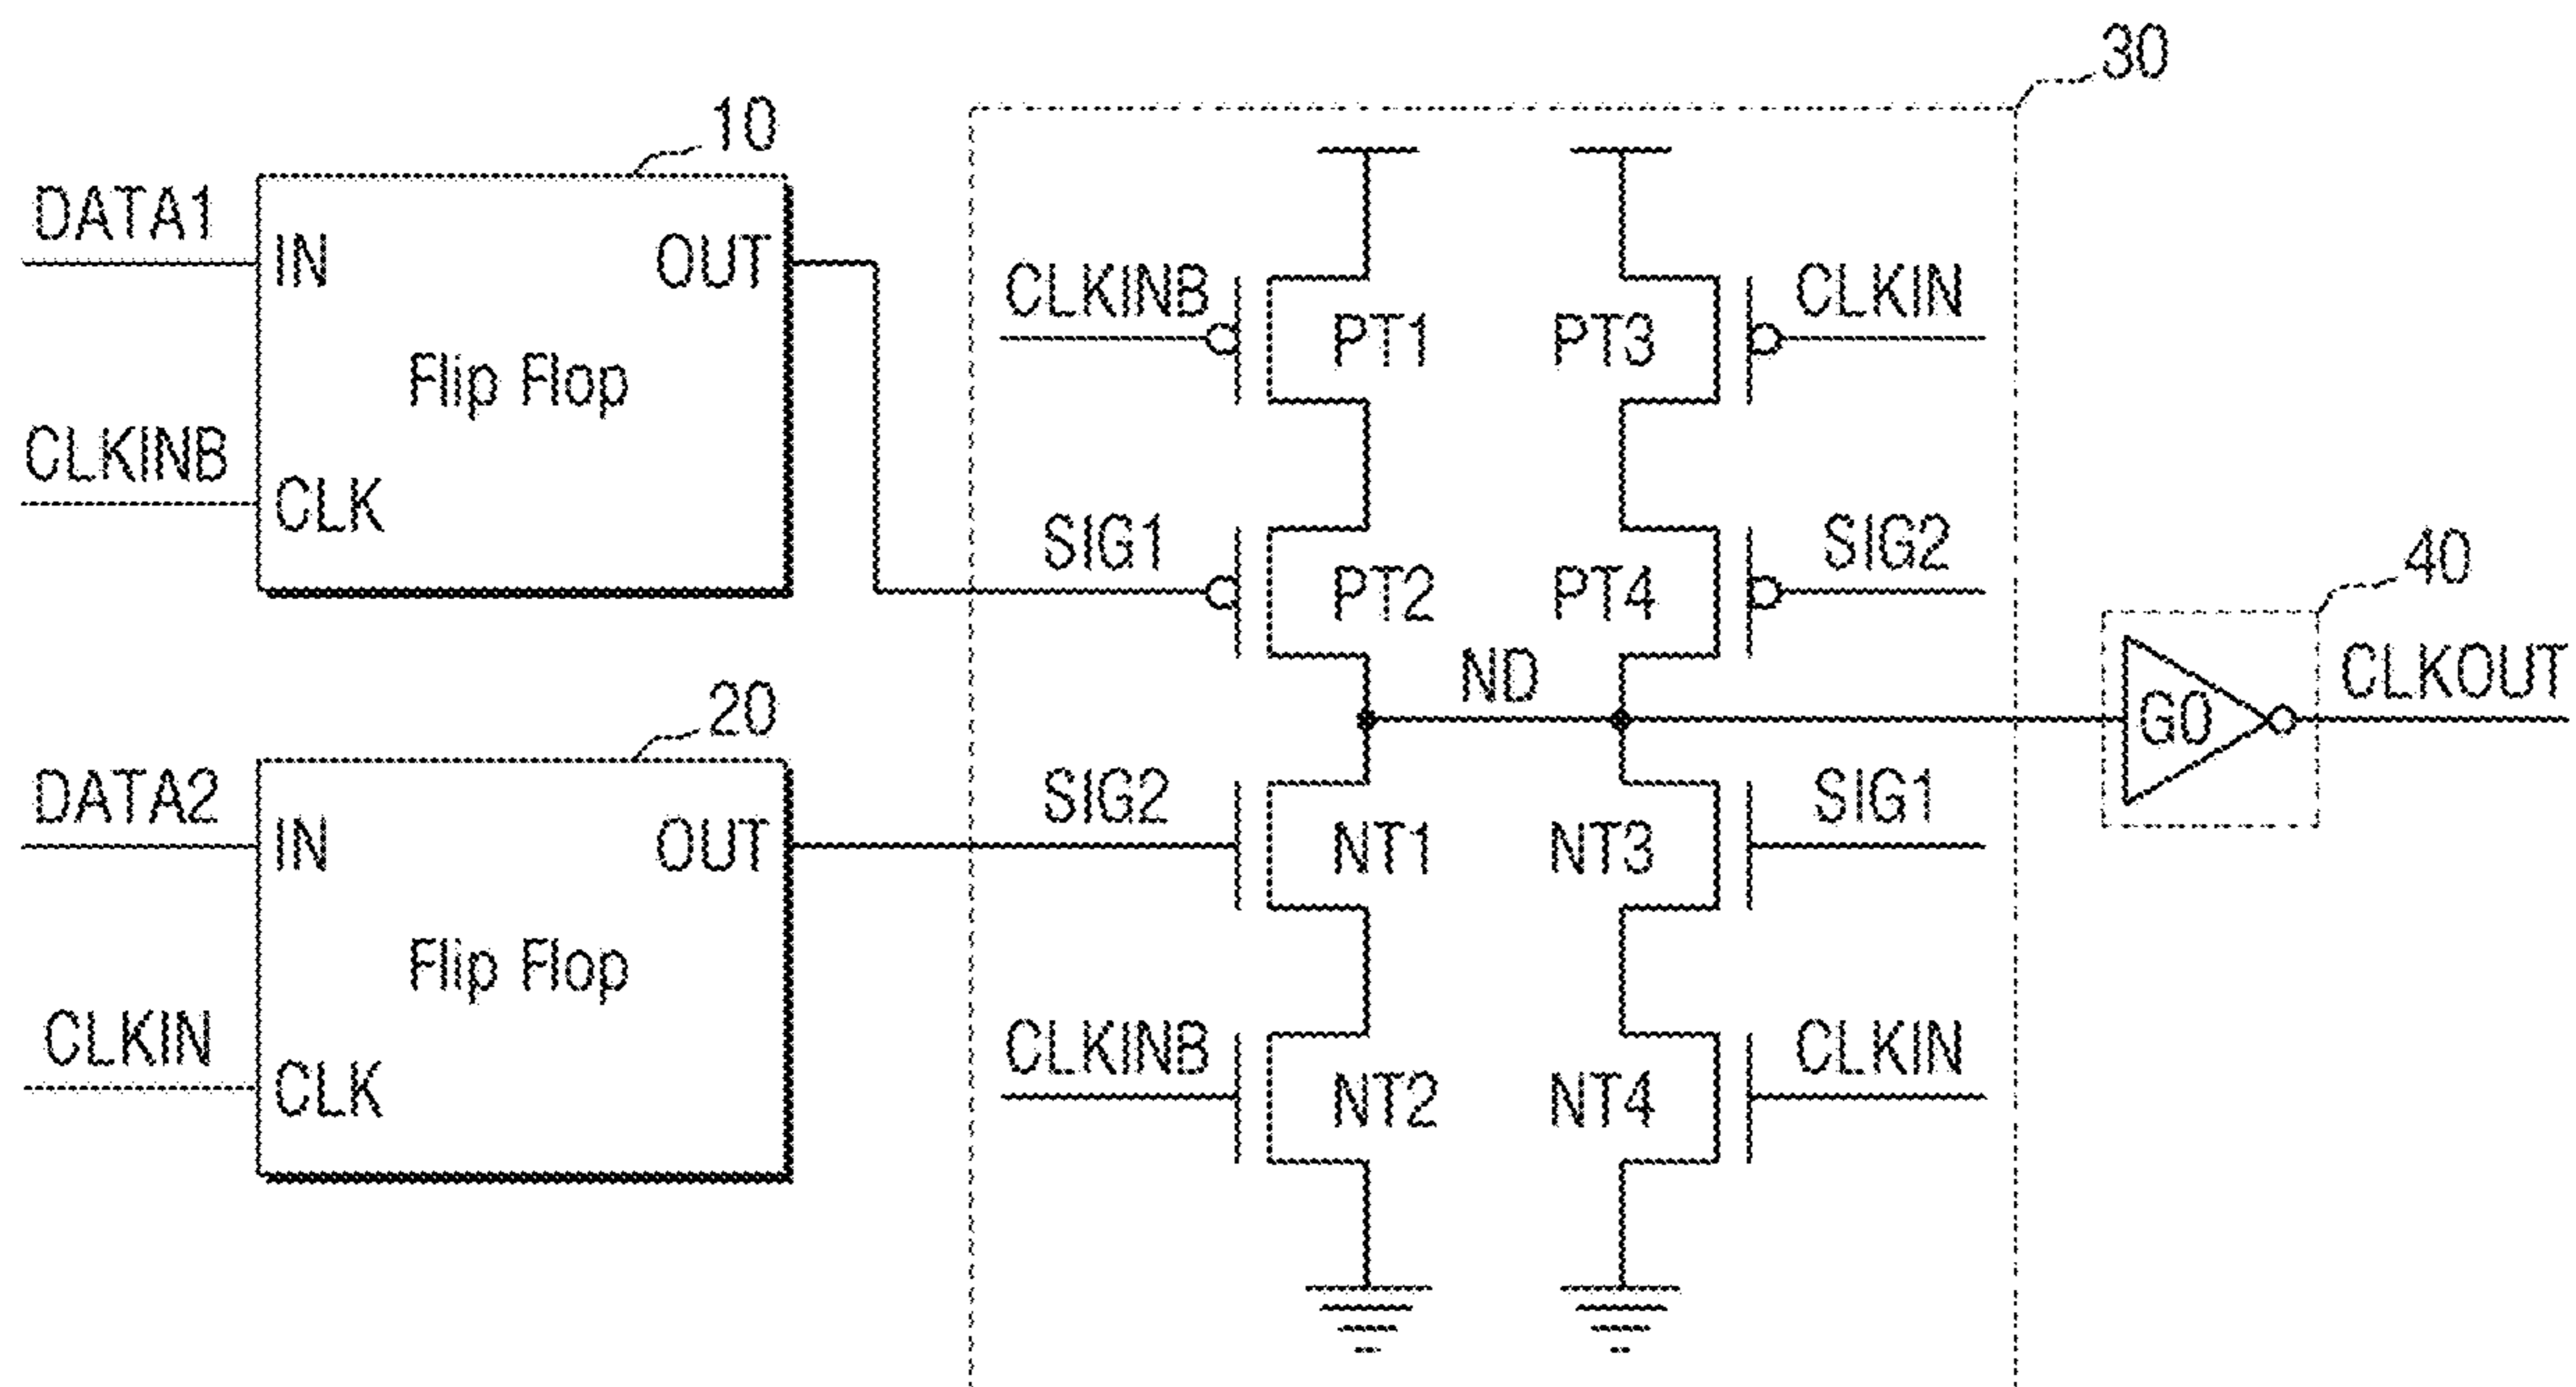 30
10
DATA1
IN
OUT
Flip Flop
CLKINB
CLK
20
DATA2
IN
OUT
Flip Flop
CLKIN
CLK
CLKINB
PT1
PT3
CLKIN
SIG1
PT2
PT4
SIG2
ND
SIG2
NT1
NT3
SIG1
CLKINB
NT2
NT4
CLKIN
40
G0
CLKOUT